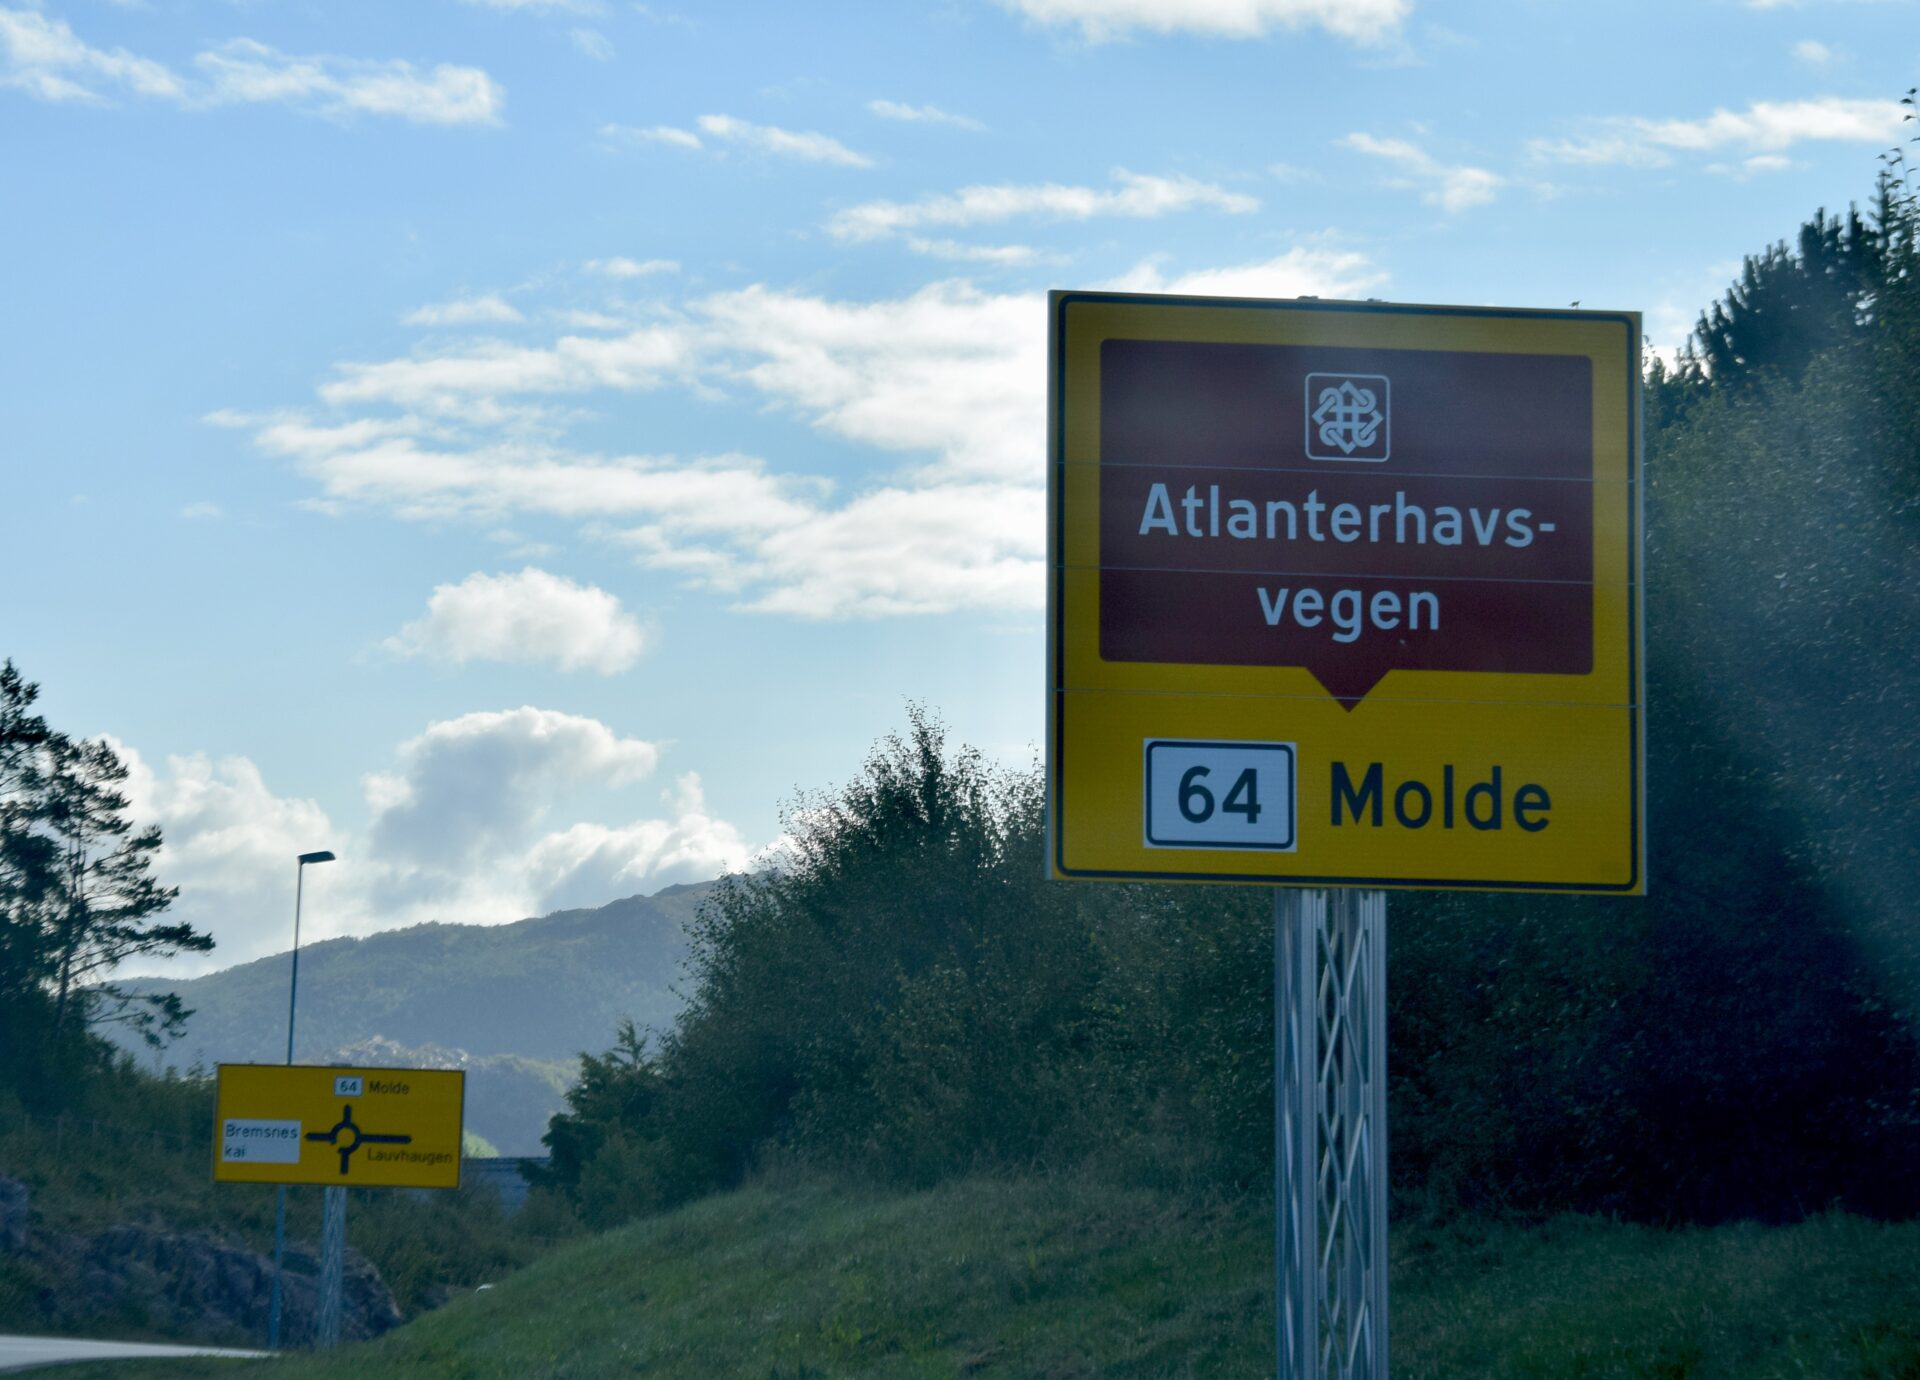 Atlanterhavs-
vegen
64 Molde
64 Molde
Bremsnes
kai
Lauvhaugen